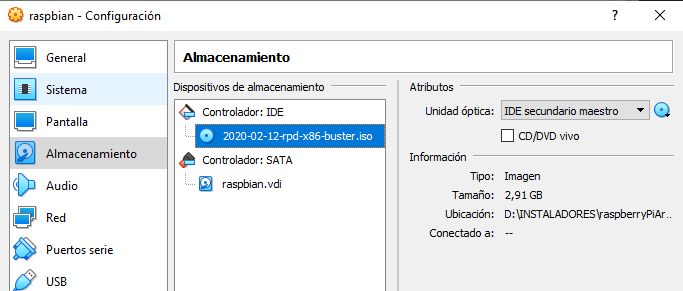 raspbian - Configuración
?
General
Sistema
Pantalla
Almacenamiento
Audio
Red
Puertos serie
USB
Almacenamiento
Dispositivos de almacenamiento
Controlador: IDE
2020-02-12-rpd-x86-buster.iso
Controlador: SATA
raspbian.vdi
Atributos
Unidad óptica: IDE secundario maestro
CD/DVD vivo
Información
Tipo: Imagen
Tamaño: 2,91 GB
Ubicación: D:\INSTALADORES\raspberryPiAr...
Conectado a: --